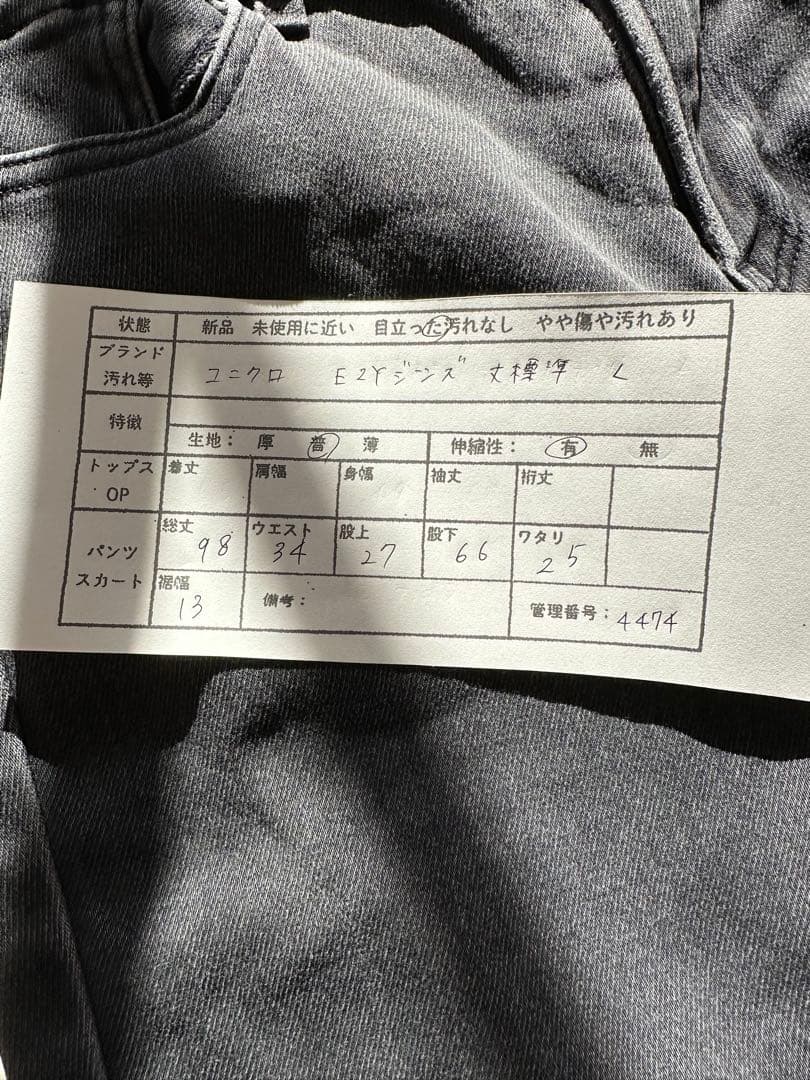 状態 新品 未使用に近い 目立った汚れなし やや傷や汚れあり
ブランド
汚れ等 ユニクロ EZYジーンズ 丈標準 L
特徴
生地： 厚 普 薄 伸縮性： 有 無
トップス
OP 着丈 肩幅 身幅 袖丈 裄丈
パンツ
スカート 総丈 98 ウエスト 34 股上 27 股下 66 ワタリ 25
裾幅 13 備考： 管理番号：4474